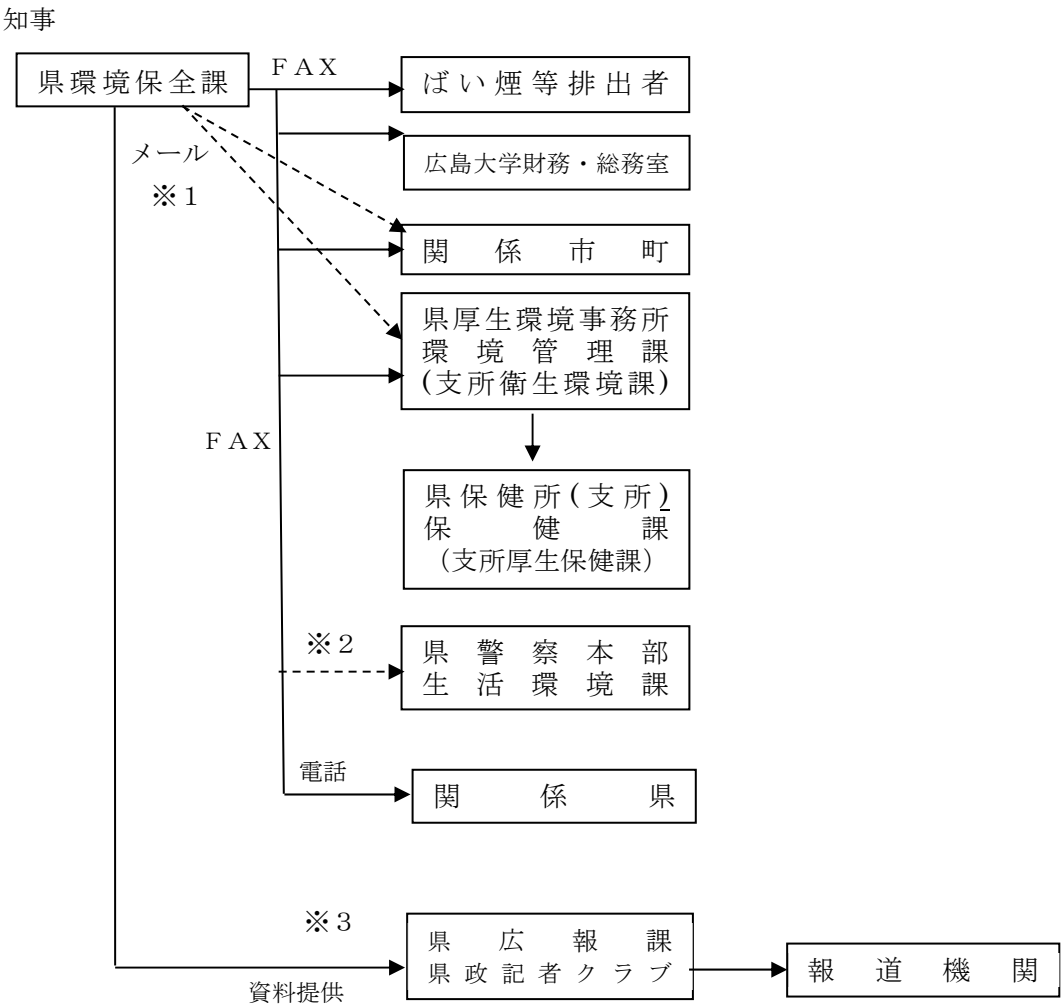 知事
県環境保全課
ＦＡＸ
ばい煙等排出者
メール
※１
広島大学財務・総務室
関係市町
県厚生環境事務所
環境管理課
(支所衛生環境課)
ＦＡＸ
県保健所(支所)
保健課
（支所厚生保健課）
※２
県警察本部
生活環境課
電話
関係県
※３
県広報課
県政記者クラブ
報道機関
資料提供